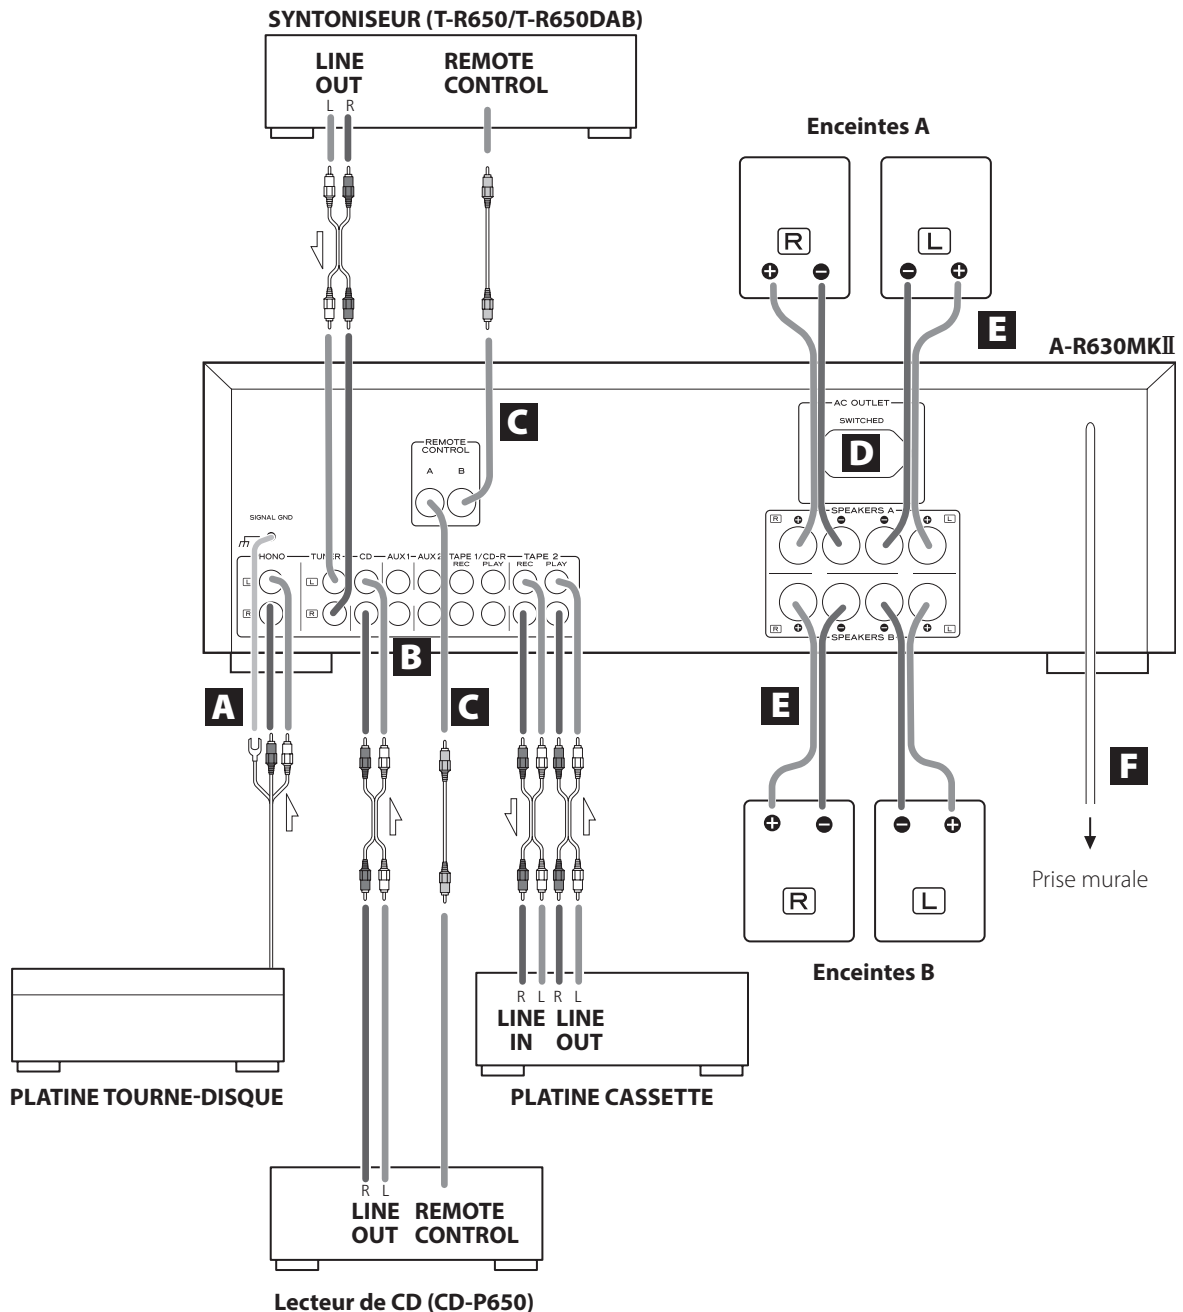 SYNTONISEUR (T-R650/T-R650DAB)
LINE OUT
REMOTE CONTROL
L R
Enceintes A
R
L
E
A-R630MKⅡ
C
AC OUTLET
SWITCHED
D
REMOTE CONTROL
A B
SPEAKERS A
R L
SIGNAL GND
HONO TUNER CD AUX1 AUX2 TAPE 1/CD-R TAPE 2
REC PLAY REC PLAY
L L
R R
SPEAKERS B
R L
B
A
C
E
F
Prise murale
R
L
Enceintes B
R L R L
LINE IN
LINE OUT
PLATINE TOURNE-DISQUE
PLATINE CASSETTE
R L
LINE OUT
REMOTE CONTROL
Lecteur de CD (CD-P650)